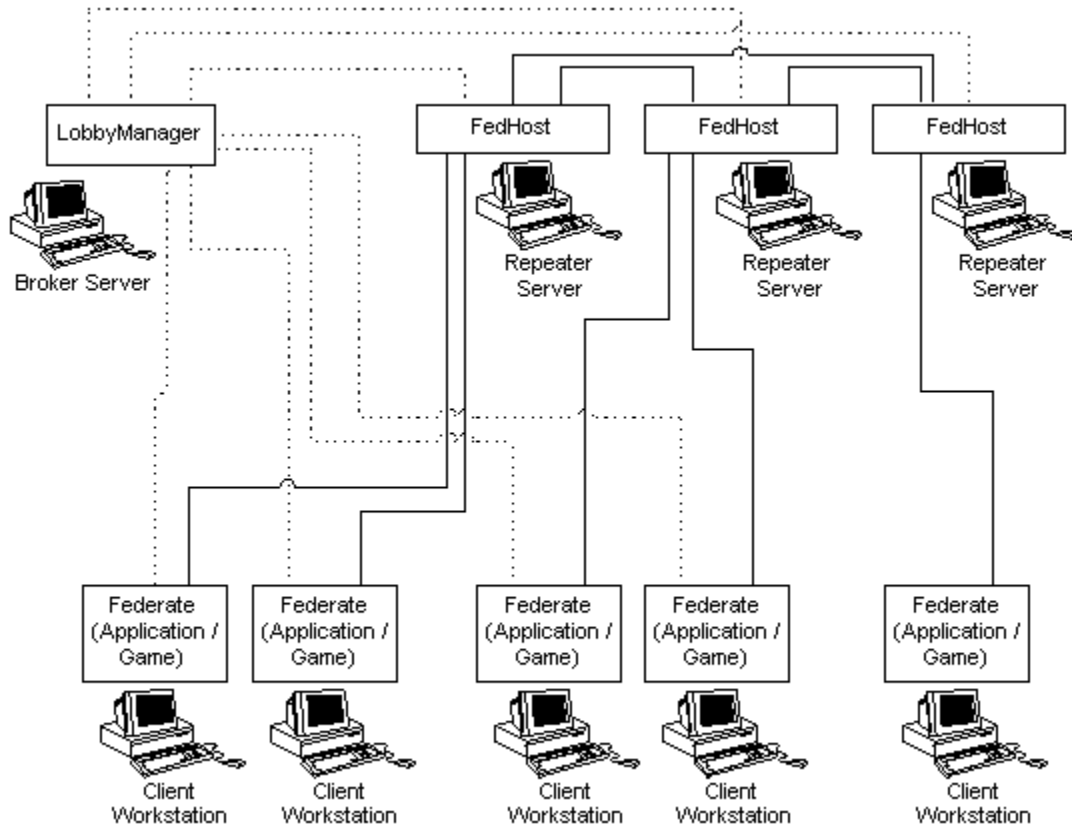 LobbyManager
FedHost
FedHost
FedHost
Broker Server
Repeater
Server
Repeater
Server
Repeater
Server
Federate
(Application /
Game)
Federate
(Application /
Game)
Federate
(Application /
Game)
Federate
(Application /
Game)
Federate
(Application /
Game)
Client
Workstation
Client
Workstation
Client
Workstation
Client
Workstation
Client
Workstation